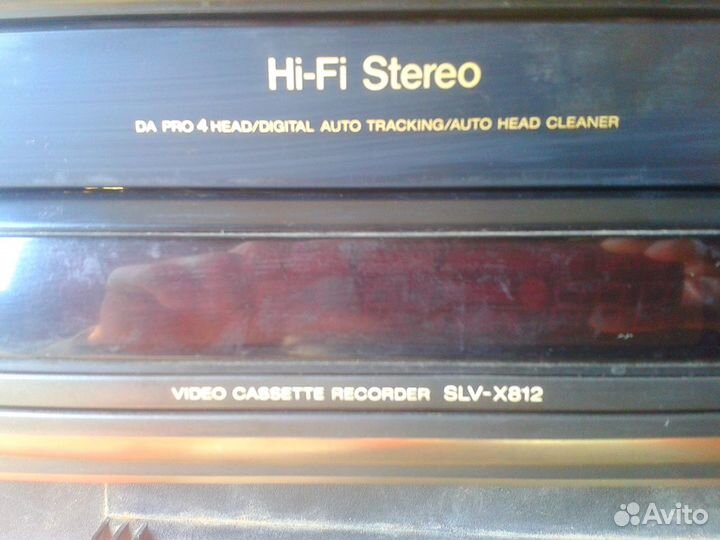 Hi-Fi Stereo
DA PRO 4 HEAD/DIGITAL AUTO TRACKING/AUTO HEAD CLEANER
VIDEO CASSETTE RECORDER SLV-X812
Avito